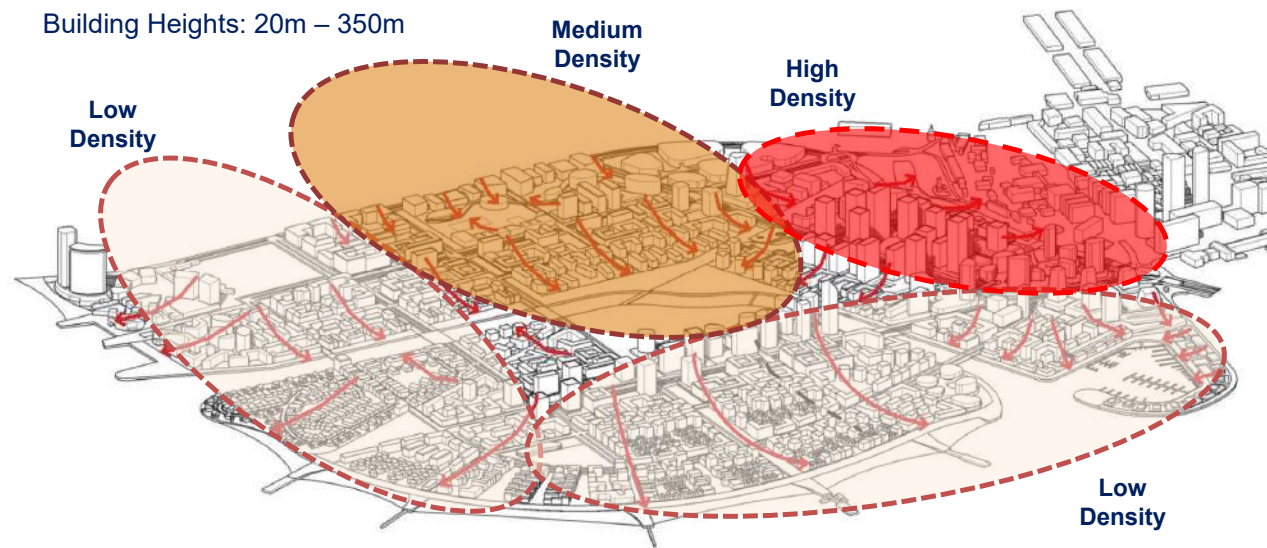 Building Heights: 20m – 350m
Medium
Density
High
Density
Low
Density
Low
Density